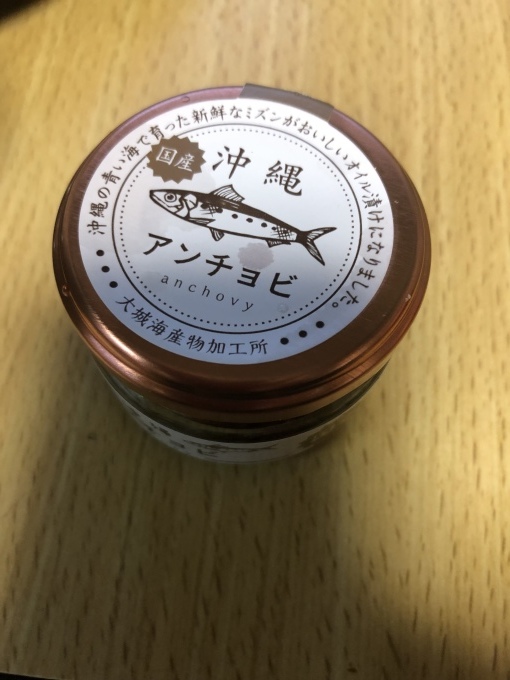 沖縄の青い海で育った新鮮なミズンがおいしいオイル漬けになりました。
国産
沖縄
アンチョビ
anchovy
大城海産物加工所